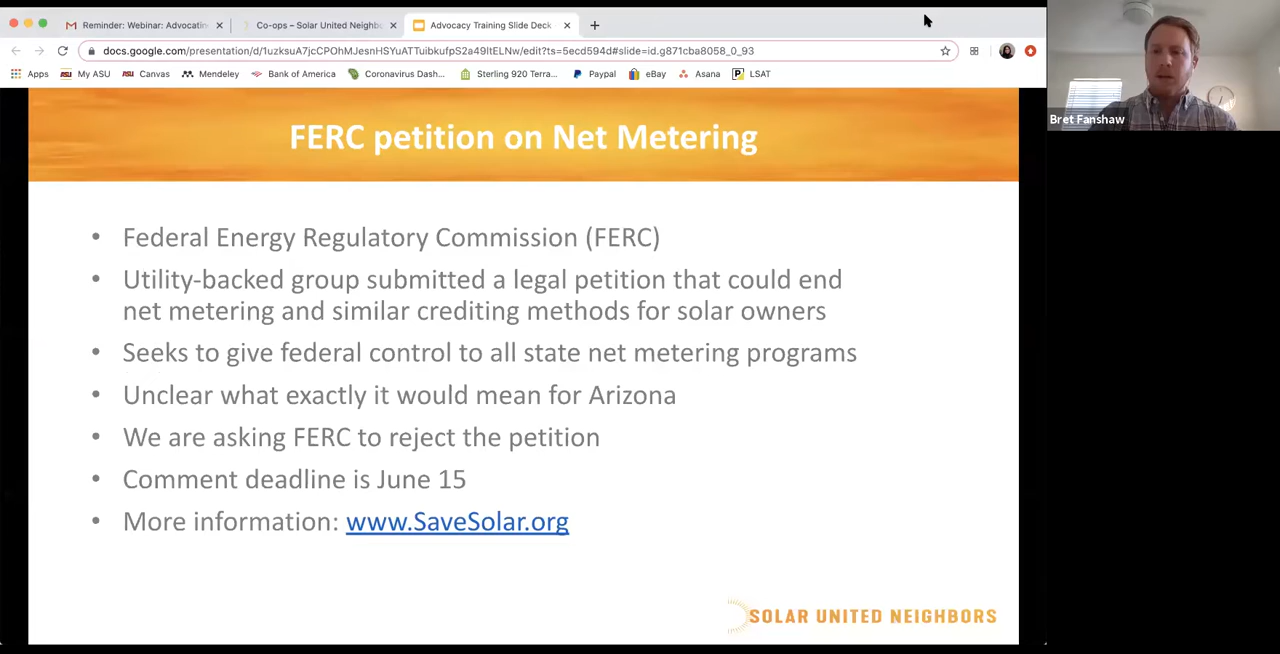 Reminder: Webinar: Advocatin
Co-ops – Solar United Neighb
Advocacy Training Slide Deck
docs.google.com/presentation/d/1uzksuA7jcCPOhMJesnHSYuATTuibkufpS2a49ltELNw/edit?ts=5ecd594d#slide=id.g871cba8058_0_93
Apps
ASU My ASU
ASU Canvas
Mendeley
Bank of America
Coronavirus Dash...
Sterling 920 Terra...
Paypal
eBay
Asana
P LSAT
Bret Fanshaw
FERC petition on Net Metering
• Federal Energy Regulatory Commission (FERC)
• Utility-backed group submitted a legal petition that could end
net metering and similar crediting methods for solar owners
• Seeks to give federal control to all state net metering programs
• Unclear what exactly it would mean for Arizona
• We are asking FERC to reject the petition
• Comment deadline is June 15
• More information: www.SaveSolar.org
SOLAR UNITED NEIGHBORS